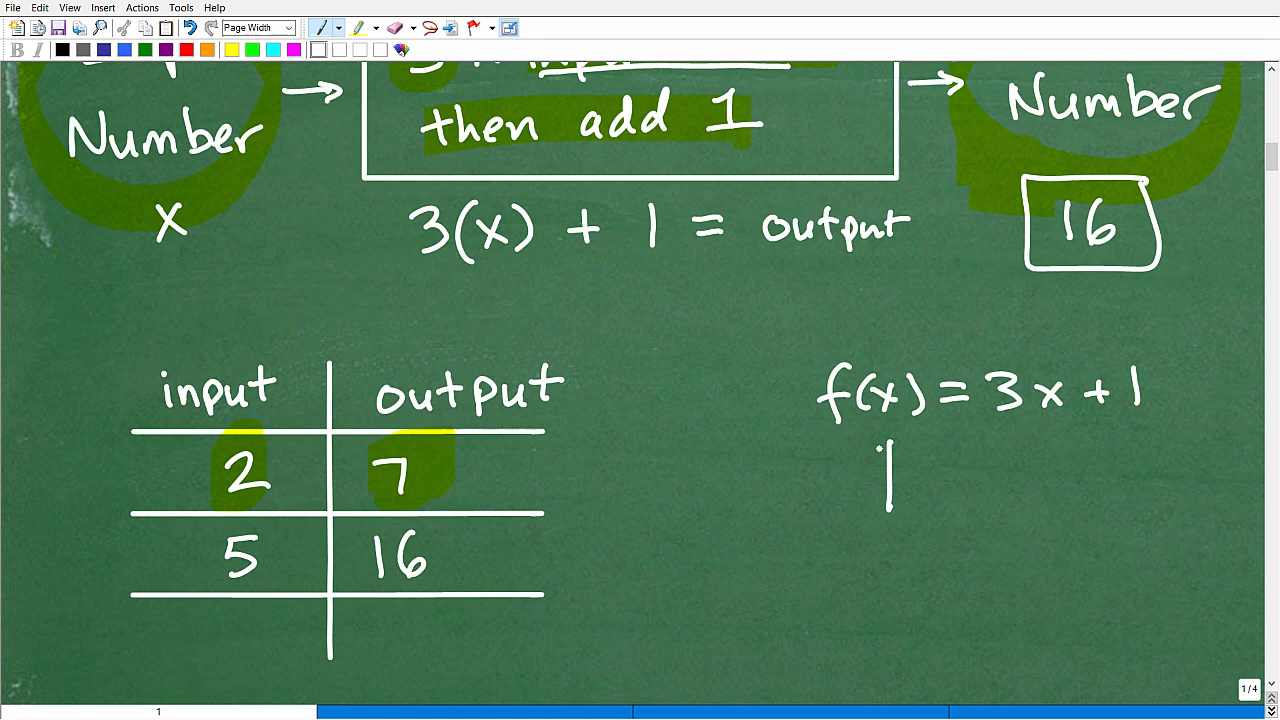 File Edit View Insert Actions Tools Help
Page Width
B I
Number
then add 1
Number
x
3(x) + 1 = output
16
input output
2 7
5 16
f(x) = 3x + 1
1/4
1